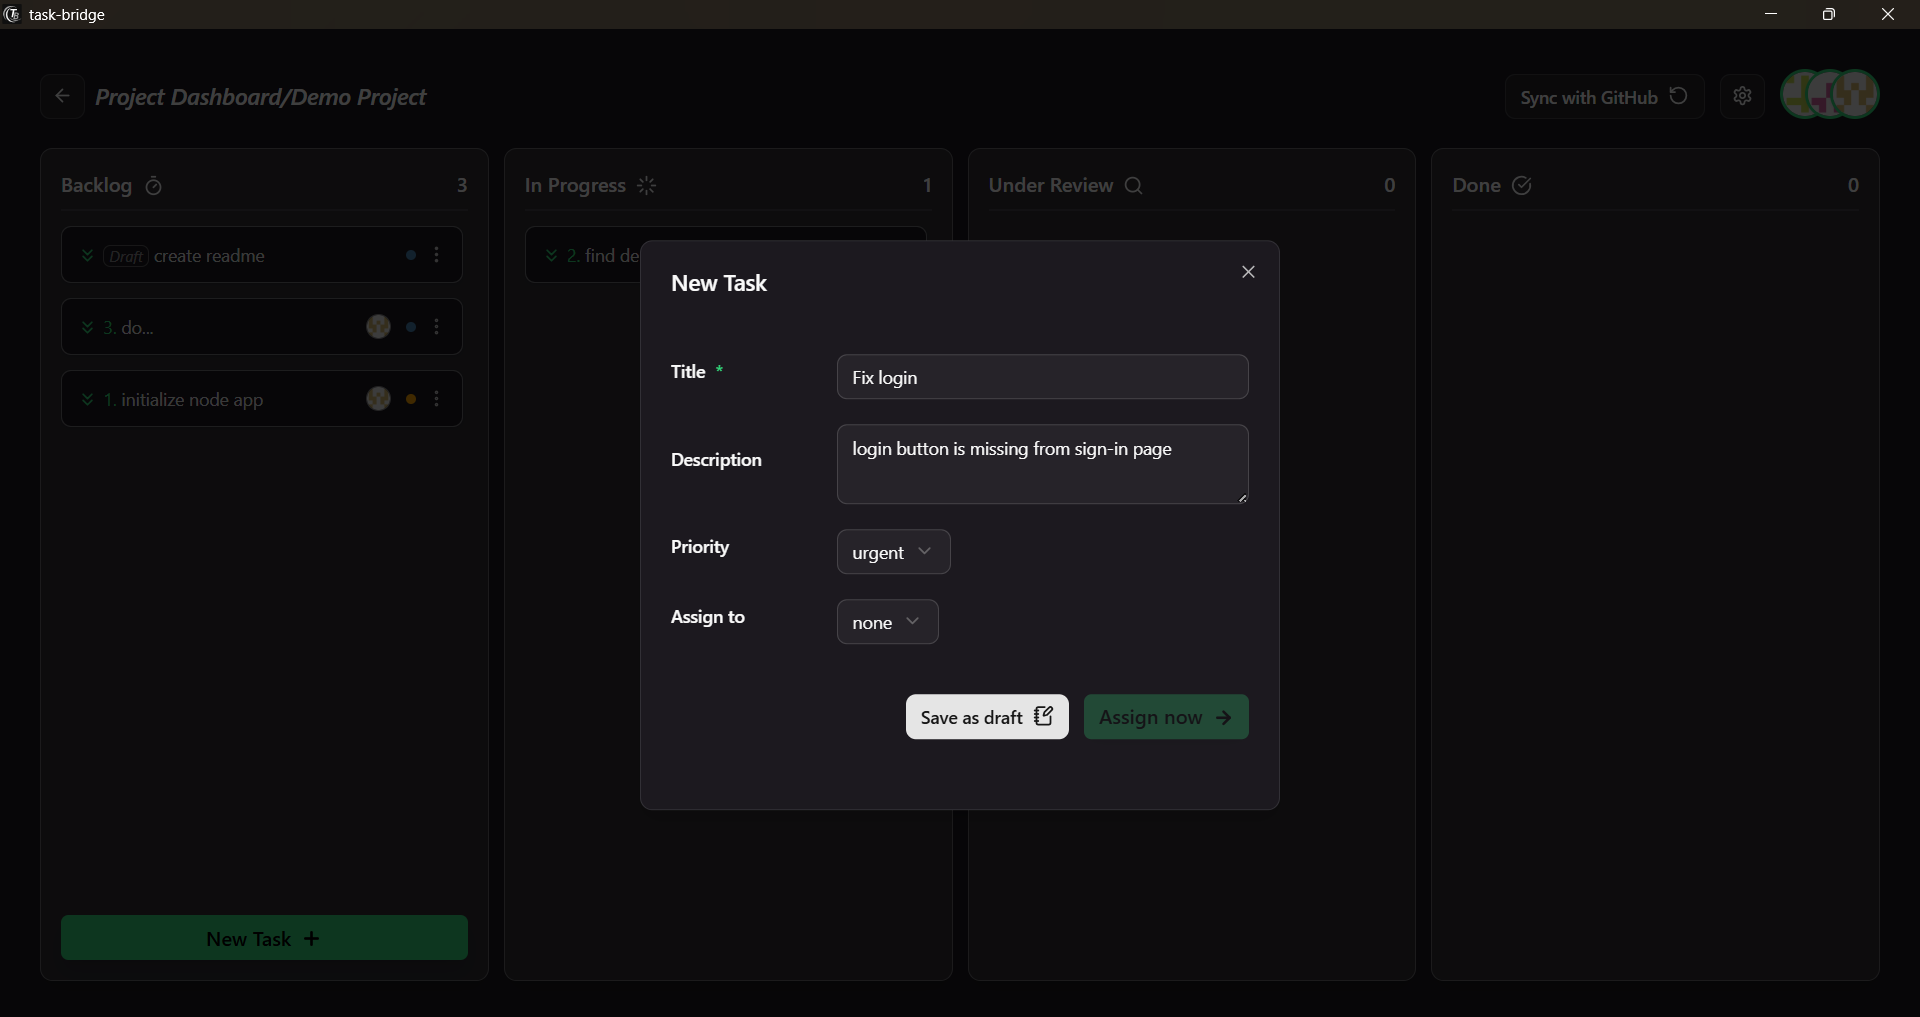 task-bridge
Project Dashboard/Demo Project
Sync with GitHub
Backlog 3
Draft create readme
3. do...
1. initialize node app
New Task +
In Progress 1
2. find de
Under Review 0
Done 0
New Task
Title *
Fix login
Description
login button is missing from sign-in page
Priority
urgent
Assign to
none
Save as draft
Assign now